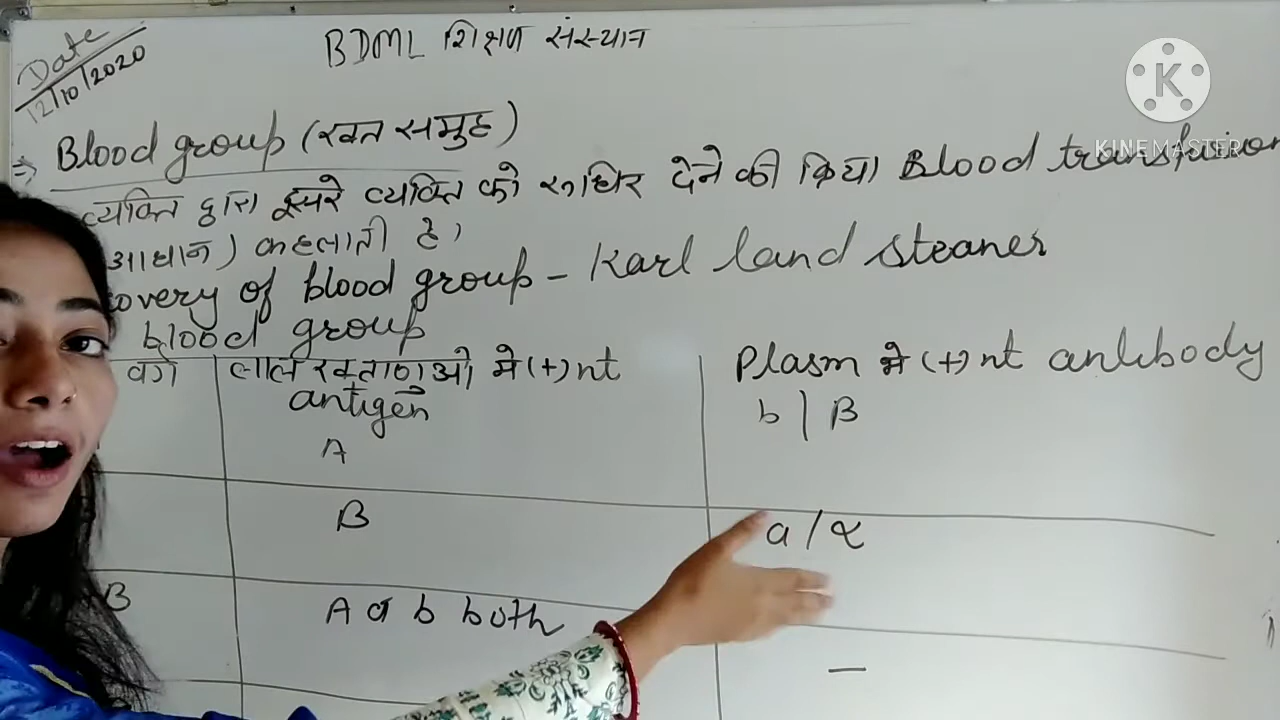 Date
12/10/2020
BDML शिक्षण संस्थान
K
KINEMASTER
⇒ Blood group (रक्त समुह)
व्यक्ति द्वारा दूसरे व्यक्ति को रूधिर देने की क्रिया Blood transfusion
आधान) कहलाती है।
covery of blood group - Karl land steaner
blood group
वर्ग लाल रक्ताणुओ मे (+)nt antigen
Plasm मे (+)nt antibody
A b / β
B a / α
B A व b both —